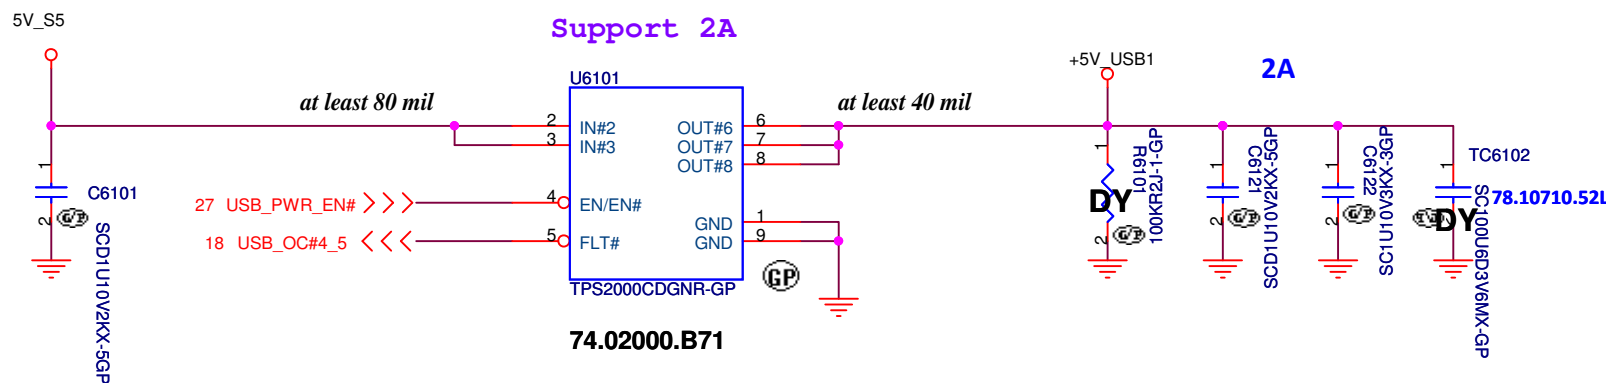 5V_S5
Support 2A
U6101
+5V_USB1
2A
at least 80 mil
at least 40 mil
2 IN#2
3 IN#3
OUT#6 6
OUT#7 7
OUT#8 8
4 EN/EN#
5 FLT#
GND 1
GND 9
27 USB_PWR_EN#
18 USB_OC#4_5
TPS2000CDGNR-GP
GP
74.02000.B71
1
C6101
2
G/P
SCD1U10V2KX-5GP
1
R6101
100KR2J-1-GP
DY
2
G/P
1
C6121
SCD1U10V2KX-5GP
2
G/P
1
C6122
SC1U10V3KX-3GP
2
G/P
TC6102
1
SC100U6D3V6MX-GP
78.10710.52L
DY
2